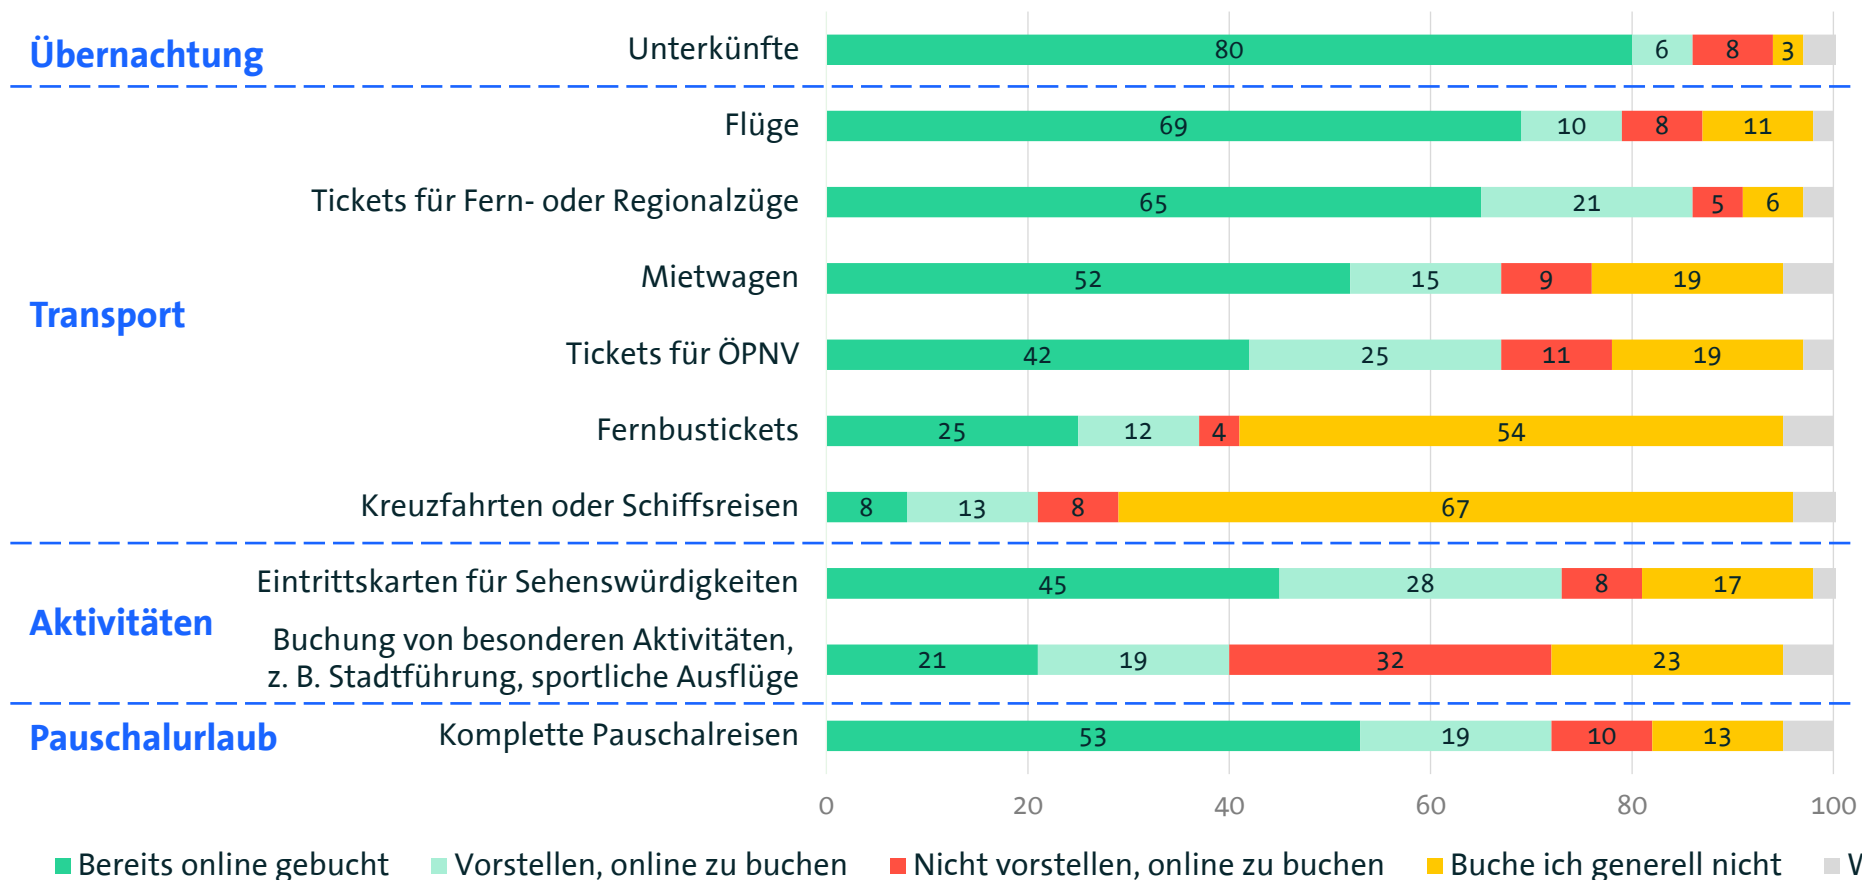 Übernachtung
Unterkünfte 80 6 8 3
Flüge 69 10 8 11
Tickets für Fern- oder Regionalzüge 65 21 5 6
Mietwagen 52 15 9 19
Transport
Tickets für ÖPNV 42 25 11 19
Fernbustickets 25 12 4 54
Kreuzfahrten oder Schiffsreisen 8 13 8 67
Eintrittskarten für Sehenswürdigkeiten 45 28 8 17
Aktivitäten
Buchung von besonderen Aktivitäten,
z. B. Stadtführung, sportliche Ausflüge 21 19 32 23
Pauschalurlaub
Komplette Pauschalreisen 53 19 10 13
0 20 40 60 80 100
Bereits online gebucht Vorstellen, online zu buchen Nicht vorstellen, online zu buchen Buche ich generell nicht